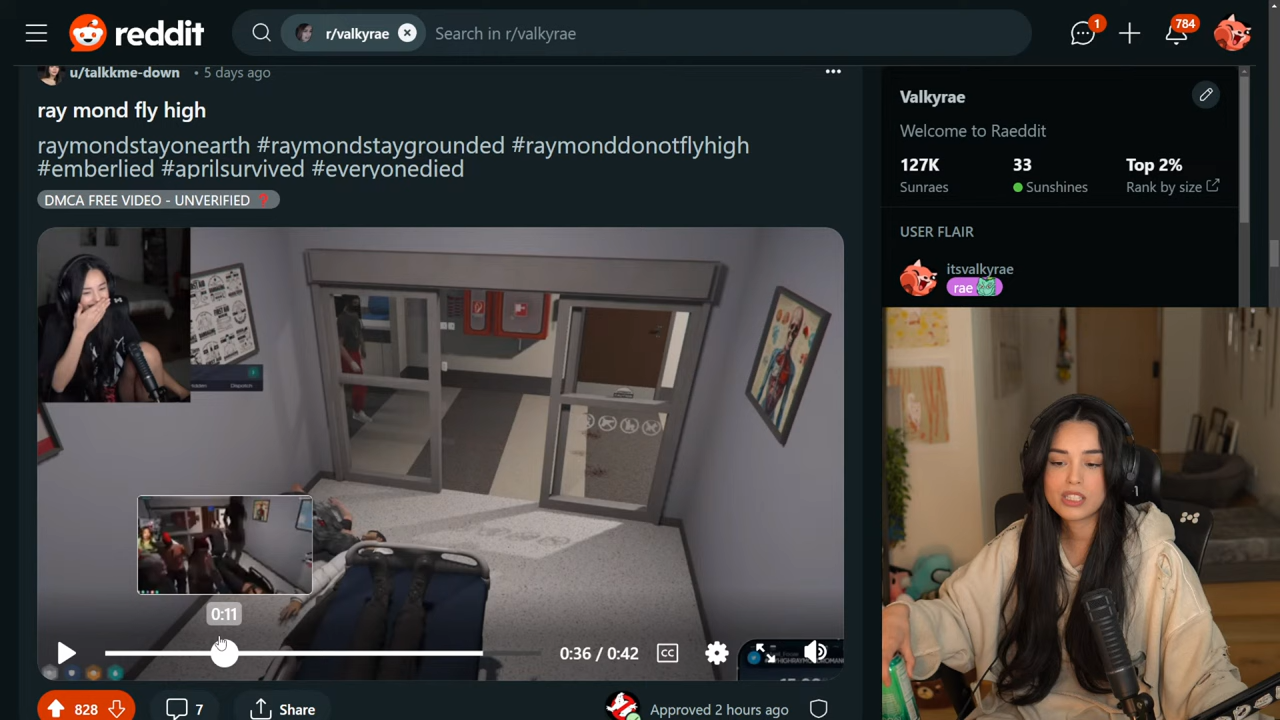 reddit
r/valkyrae
Search in r/valkyrae
1
784
u/talkkme-down
• 5 days ago
ray mond fly high
raymondstayonearth #raymondstaygrounded #raymonddonotflyhigh
#emberlied #aprilsurvived #everyonedied
DMCA FREE VIDEO - UNVERIFIED ❓
0:11
0:36 / 0:42
CC
828
7
Share
Approved 2 hours ago
Valkyrae
Welcome to Raeddit
127K
33
Top 2%
Sunraes
Sunshines
Rank by size
USER FLAIR
itsvalkyrae
rae